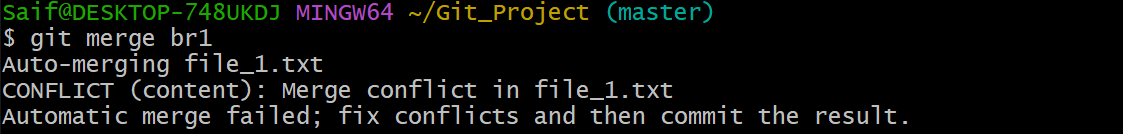 Saif@DESKTOP-748UKDJ MINGW64 ~/Git_Project (master)
$ git merge br1
Auto-merging file_1.txt
CONFLICT (content): Merge conflict in file_1.txt
Automatic merge failed; fix conflicts and then commit the result.